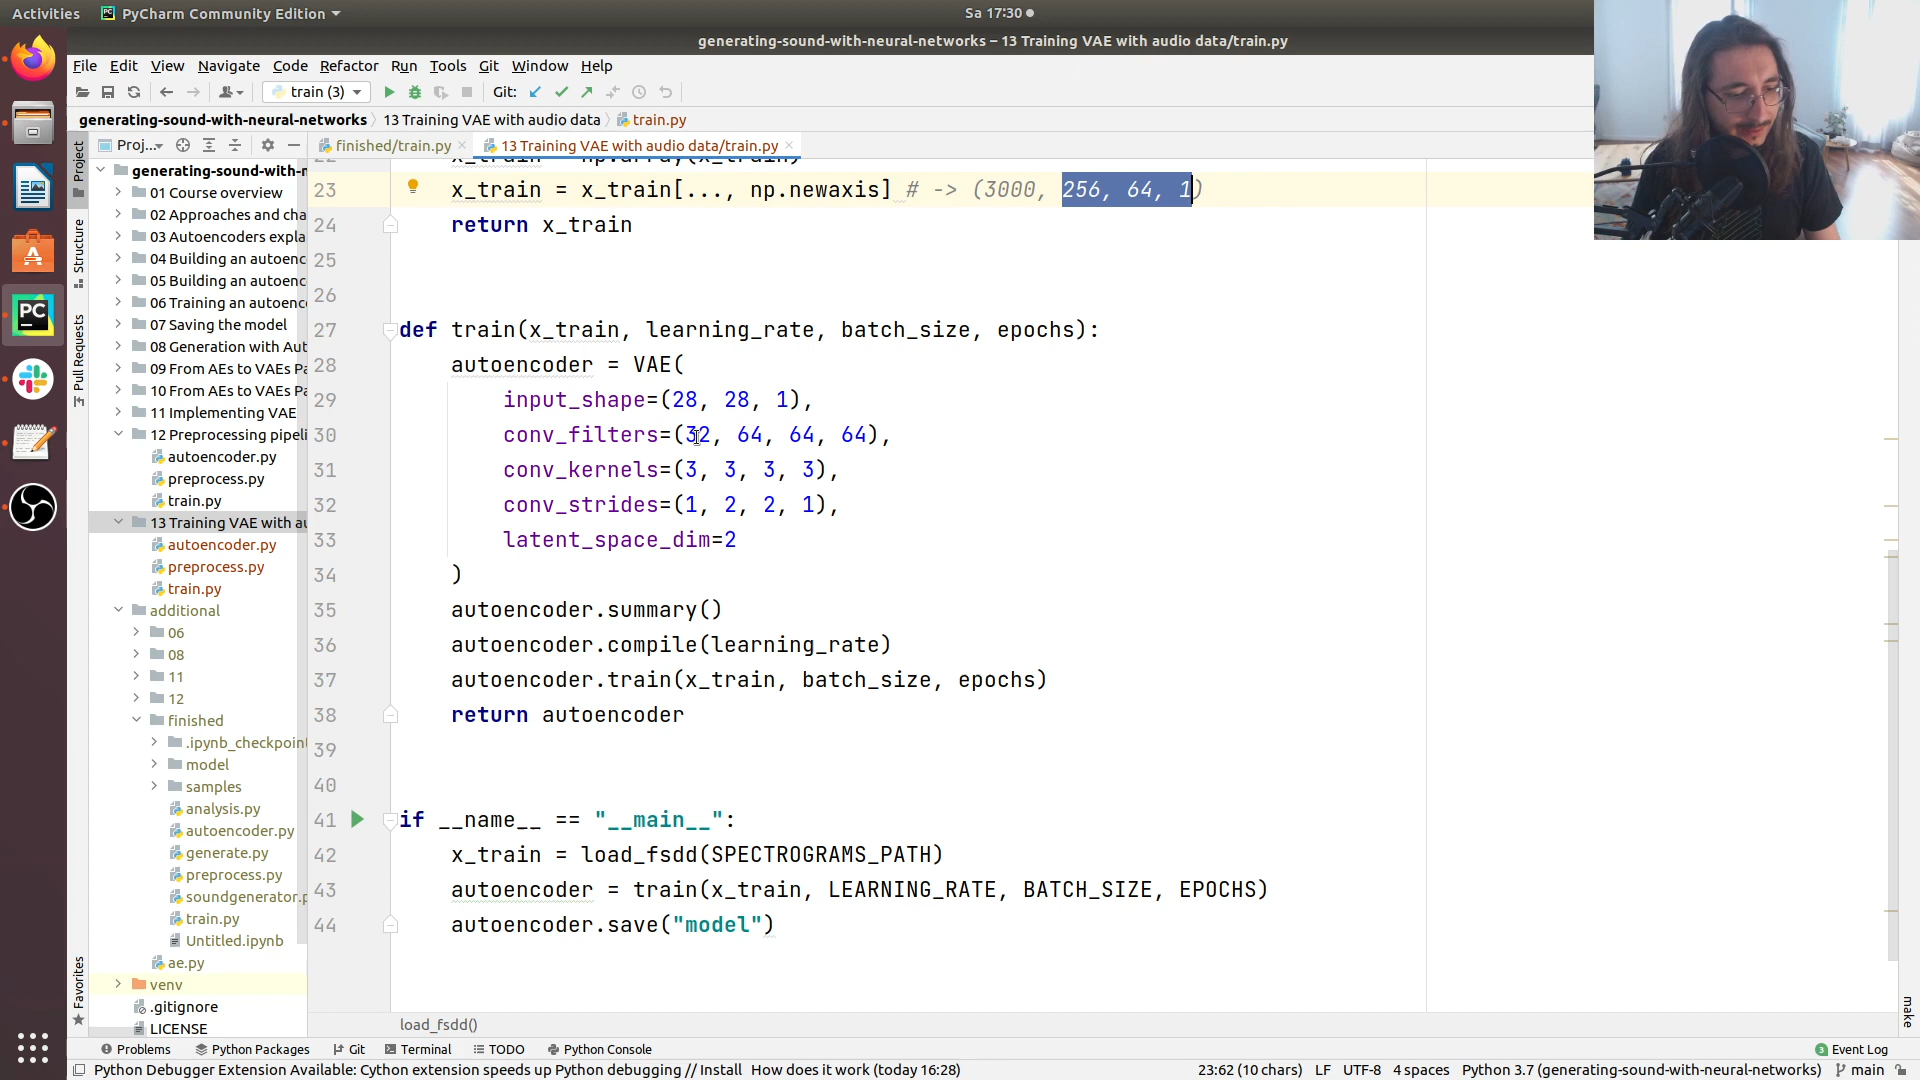 Activities
PyCharm Community Edition
Sa 17:30
generating-sound-with-neural-networks – 13 Training VAE with audio data/train.py
File Edit View Navigate Code Refactor Run Tools Git Window Help
train (3)
Git:
generating-sound-with-neural-networks 13 Training VAE with audio data train.py
Proj...
finished/train.py
13 Training VAE with audio data/train.py
Project
Structure
Pull Requests
Favorites
generating-sound-with-n
01 Course overview
02 Approaches and cha
03 Autoencoders expla
04 Building an autoenc
05 Building an autoenc
06 Training an autoenc
07 Saving the model
08 Generation with Aut
09 From AEs to VAEs Pa
10 From AEs to VAEs Pa
11 Implementing VAE
12 Preprocessing pipeli
autoencoder.py
preprocess.py
train.py
13 Training VAE with au
autoencoder.py
preprocess.py
train.py
additional
06
08
11
12
finished
.ipynb_checkpoin
model
samples
analysis.py
autoencoder.py
generate.py
preprocess.py
soundgenerator.p
train.py
Untitled.ipynb
ae.py
venv
.gitignore
LICENSE
22 x_train = np.array(x_train)
23 x_train = x_train[..., np.newaxis] # -> (3000, 256, 64, 1)
24 return x_train
25
26
27 def train(x_train, learning_rate, batch_size, epochs):
28 autoencoder = VAE(
29 input_shape=(28, 28, 1),
30 conv_filters=(32, 64, 64, 64),
31 conv_kernels=(3, 3, 3, 3),
32 conv_strides=(1, 2, 2, 1),
33 latent_space_dim=2
34 )
35 autoencoder.summary()
36 autoencoder.compile(learning_rate)
37 autoencoder.train(x_train, batch_size, epochs)
38 return autoencoder
39
40
41 if __name__ == "__main__":
42 x_train = load_fsdd(SPECTROGRAMS_PATH)
43 autoencoder = train(x_train, LEARNING_RATE, BATCH_SIZE, EPOCHS)
44 autoencoder.save("model")
load_fsdd()
make
Problems Python Packages Git Terminal TODO Python Console
3 Event Log
Python Debugger Extension Available: Cython extension speeds up Python debugging // Install How does it work (today 16:28)
23:62 (10 chars) LF UTF-8 4 spaces Python 3.7 (generating-sound-with-neural-networks) main